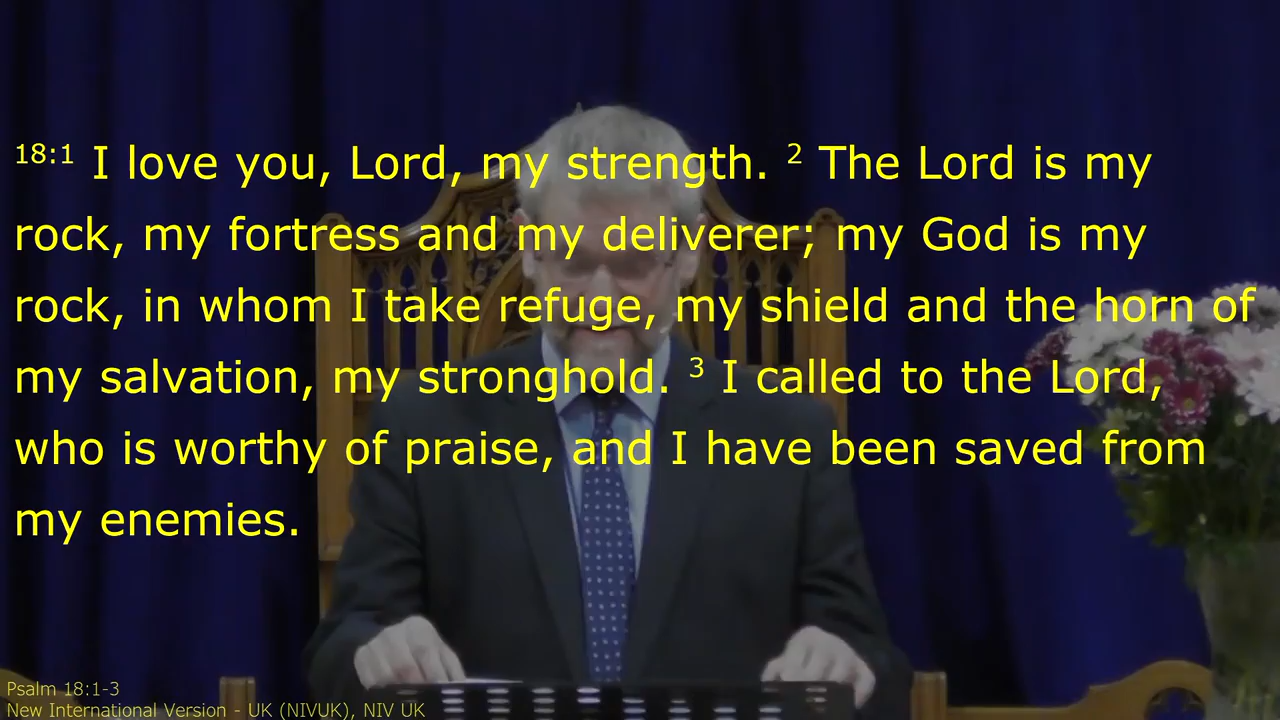 18:1 I love you, Lord, my strength. 2 The Lord is my
rock, my fortress and my deliverer; my God is my
rock, in whom I take refuge, my shield and the horn of
my salvation, my stronghold. 3 I called to the Lord,
who is worthy of praise, and I have been saved from
my enemies.
Psalm 18:1-3
New International Version - UK (NIVUK), NIV UK